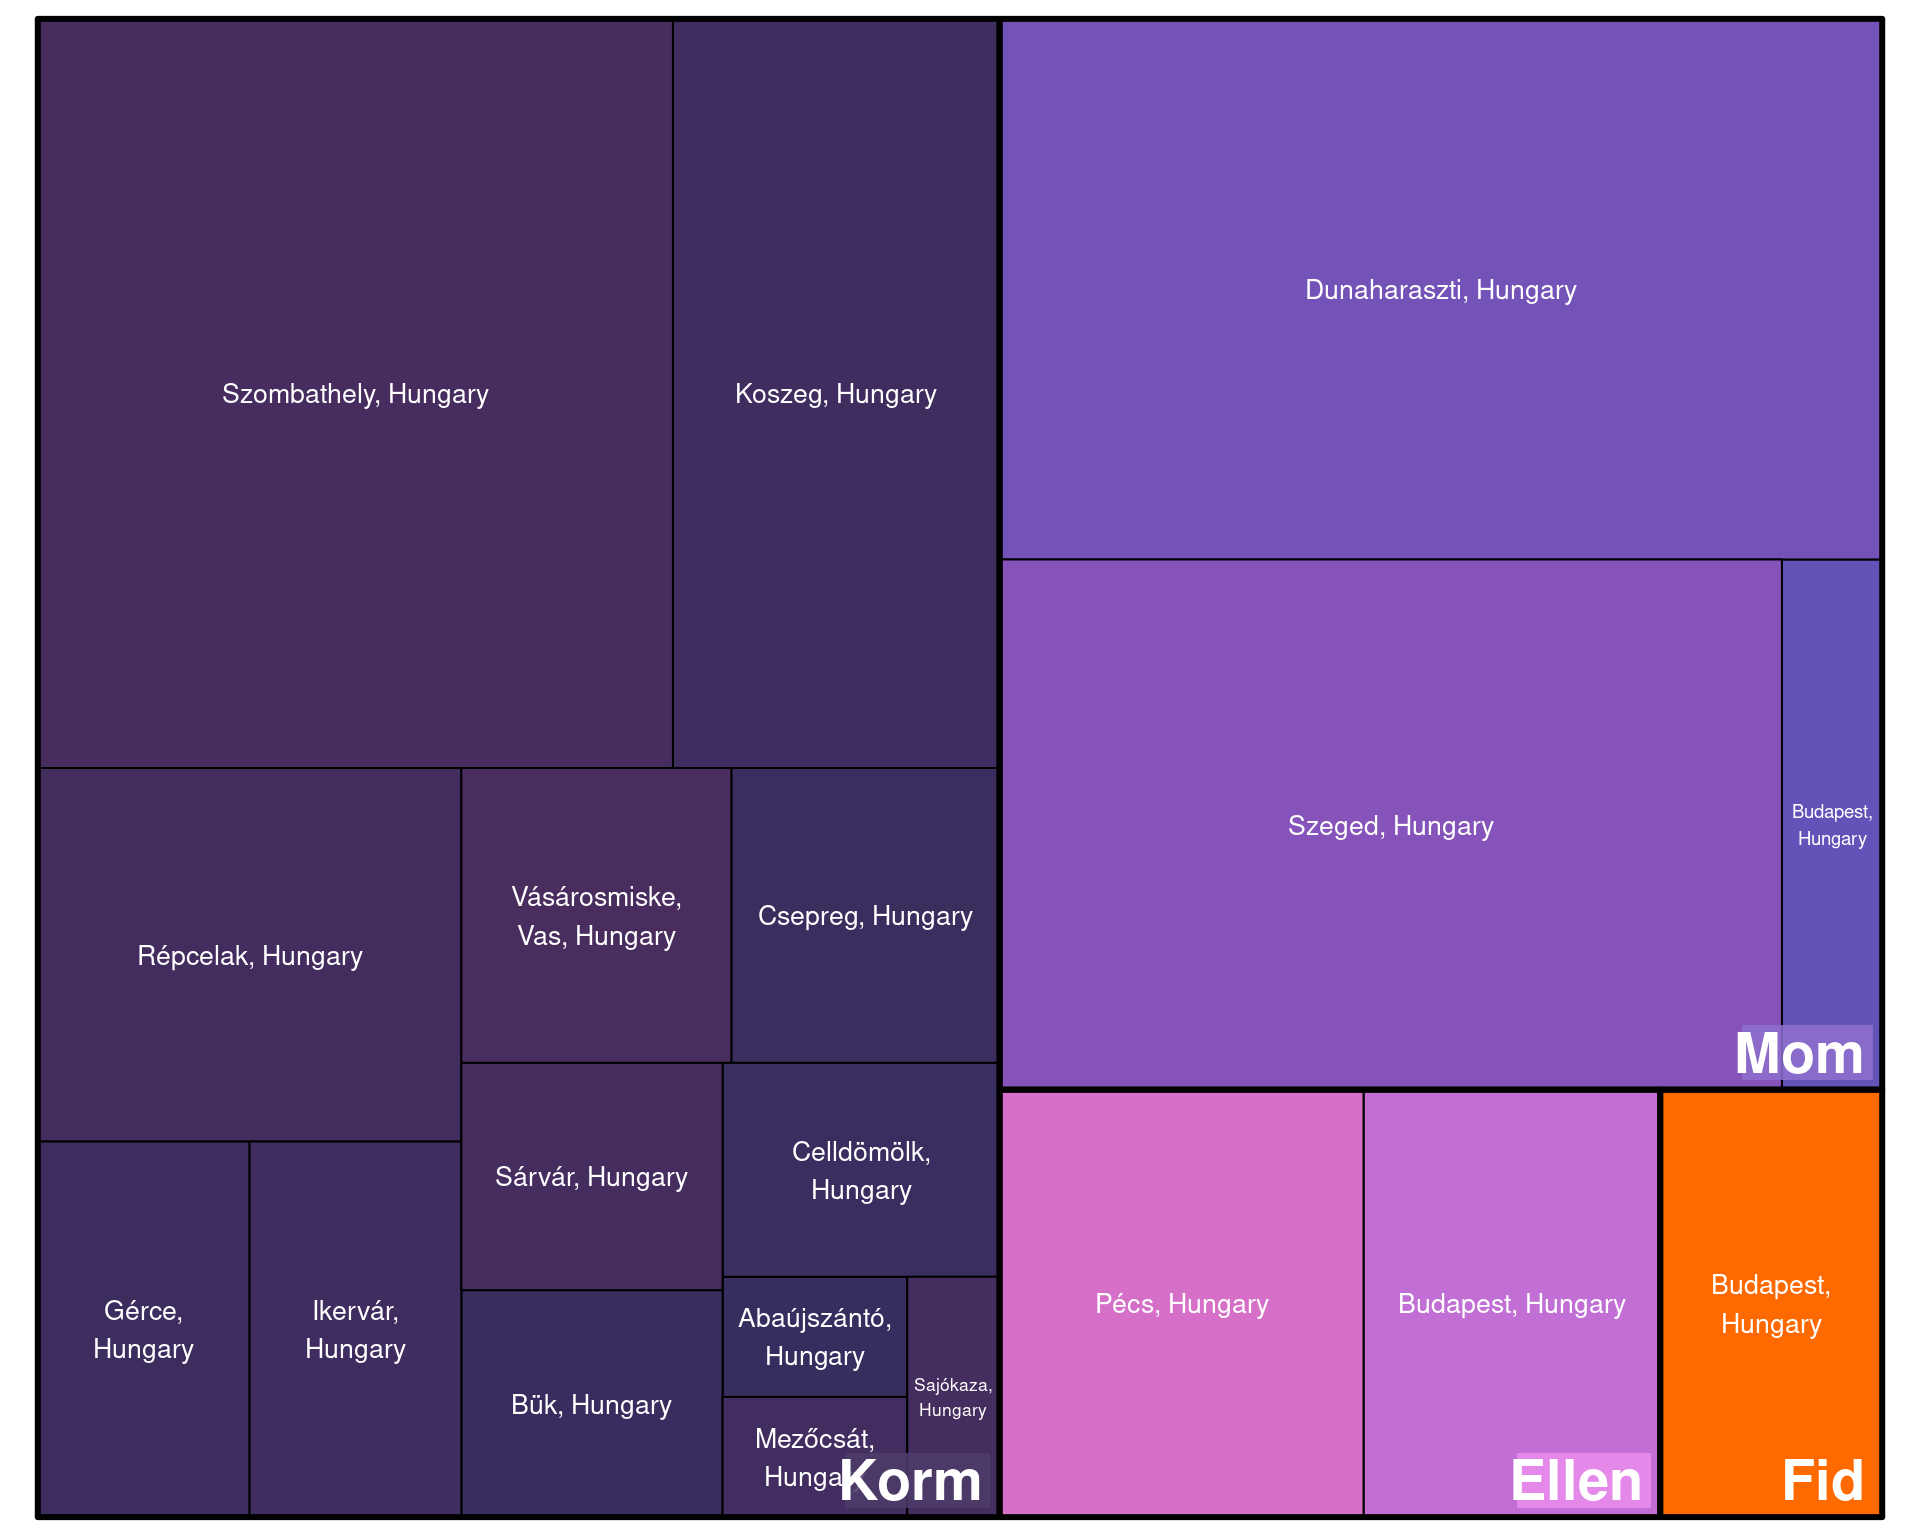 Szombathely, Hungary
Koszeg, Hungary
Répcelak, Hungary
Vásárosmiske,
Vas, Hungary
Csepreg, Hungary
Sárvár, Hungary
Celldömölk,
Hungary
Gérce,
Hungary
Ikervár,
Hungary
Bük, Hungary
Abaújszántó,
Hungary
Sajókaza,
Hungary
Mezőcsát,
Korm
Dunaharaszti, Hungary
Szeged, Hungary
Budapest,
Hungary
Mom
Pécs, Hungary
Budapest, Hungary
Ellen
Budapest,
Hungary
Fid